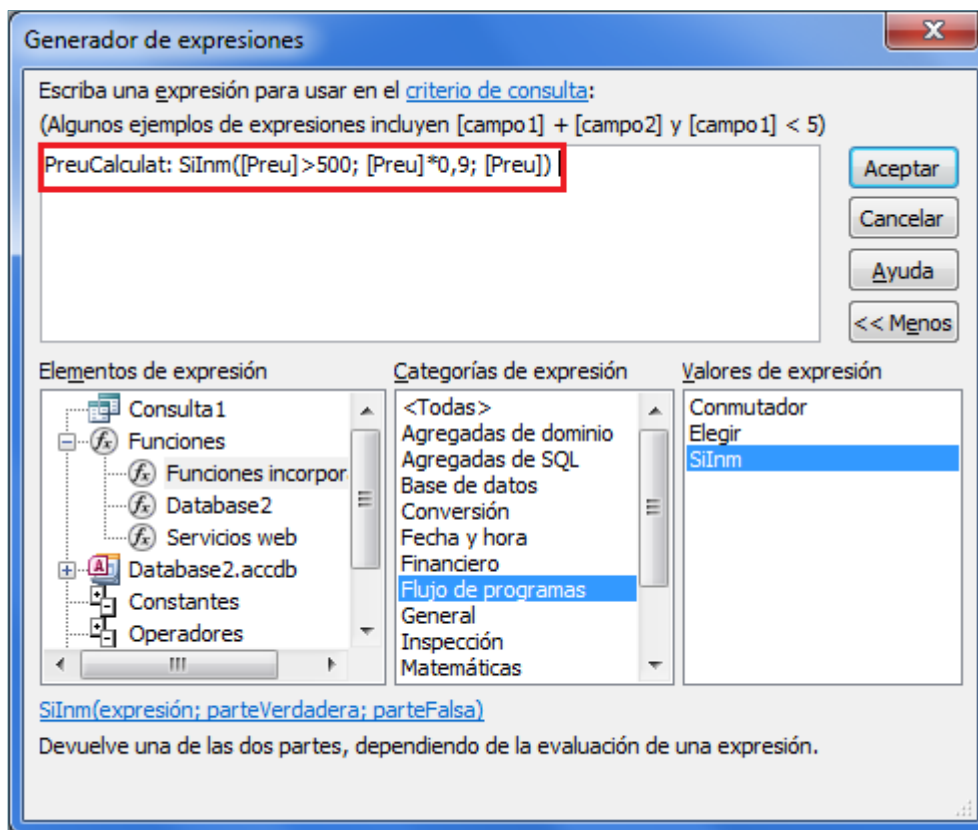 Generador de expresiones
Escriba una expresión para usar en el criterio de consulta:
(Algunos ejemplos de expresiones incluyen [campo1] + [campo2] y [campo1] < 5)
PreuCalculat: SiInm([Preu]>500; [Preu]*0,9; [Preu])
Aceptar
Cancelar
Ayuda
<< Menos
Elementos de expresión
Consulta1
Funciones
Funciones incorpor
Database2
Servicios web
Database2.accdb
Constantes
Operadores
Categorías de expresión
<Todas>
Agregadas de dominio
Agregadas de SQL
Base de datos
Conversión
Fecha y hora
Financiero
Flujo de programas
General
Inspección
Matemáticas
Valores de expresión
Conmutador
Elegir
SiInm
SiInm(expresión; parteVerdadera; parteFalsa)
Devuelve una de las dos partes, dependiendo de la evaluación de una expresión.